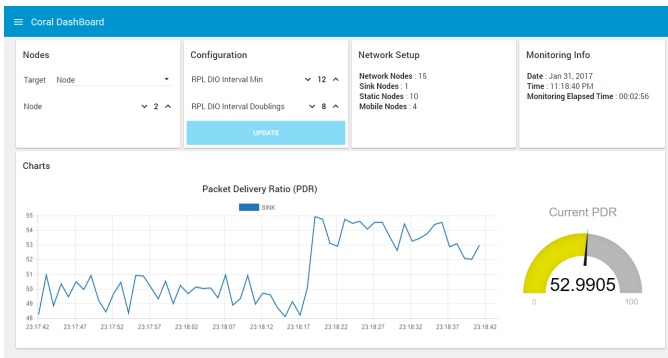 Coral DashBoard
Nodes
Target Node
Node 2
Configuration
RPL DIO Interval Min 12
RPL DIO Interval Doublings 8
UPDATE
Network Setup
Network Nodes : 15
Sink Nodes : 1
Static Nodes : 10
Mobile Nodes : 4
Monitoring Info
Date : Jan 31, 2017
Time : 11:18:40 PM
Monitoring Elapsed Time : 00:02:56
Charts
Packet Delivery Ratio (PDR)
SINK
55
54
53
52
51
50
49
48
23:17:42 23:17:47 23:17:52 23:17:57 23:18:02 23:18:07 23:18:12 23:18:17 23:18:22 23:18:27 23:18:32 23:18:37 23:18:42
Current PDR
52.9905
0 100